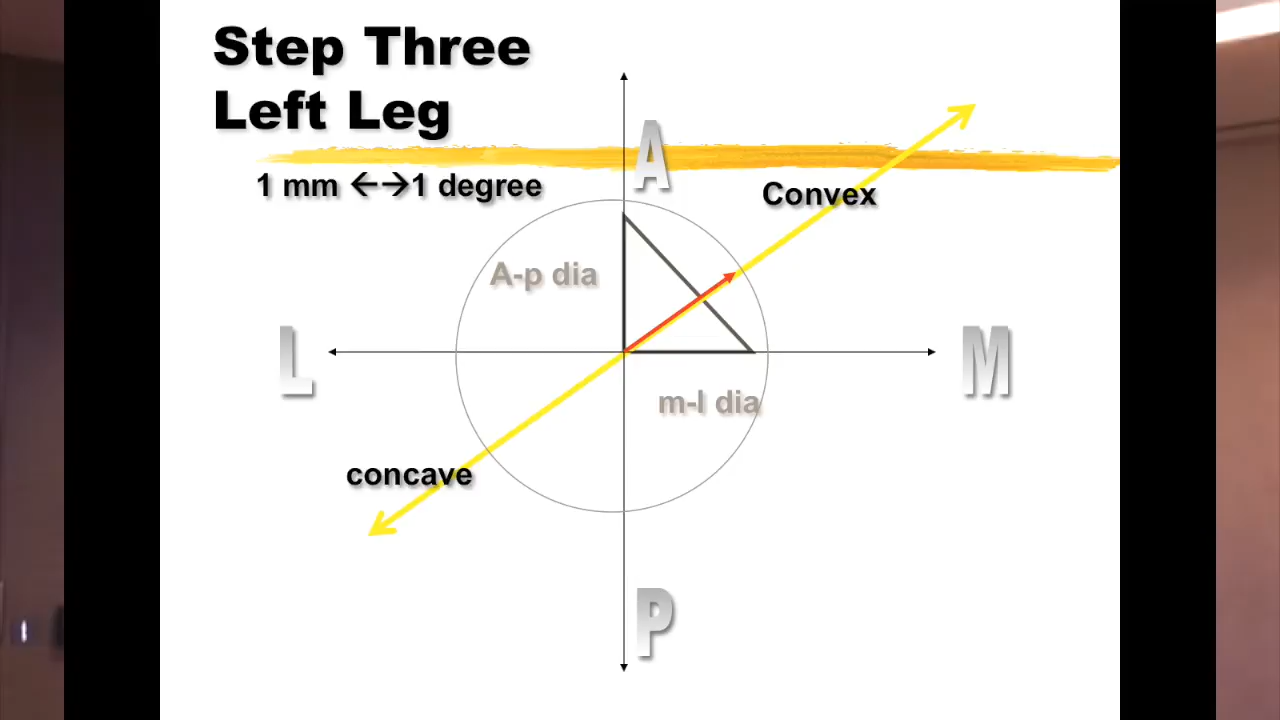 Step Three
Left Leg
A
1 mm ←→1 degree
Convex
A-p dia
L
M
m-l dia
concave
P